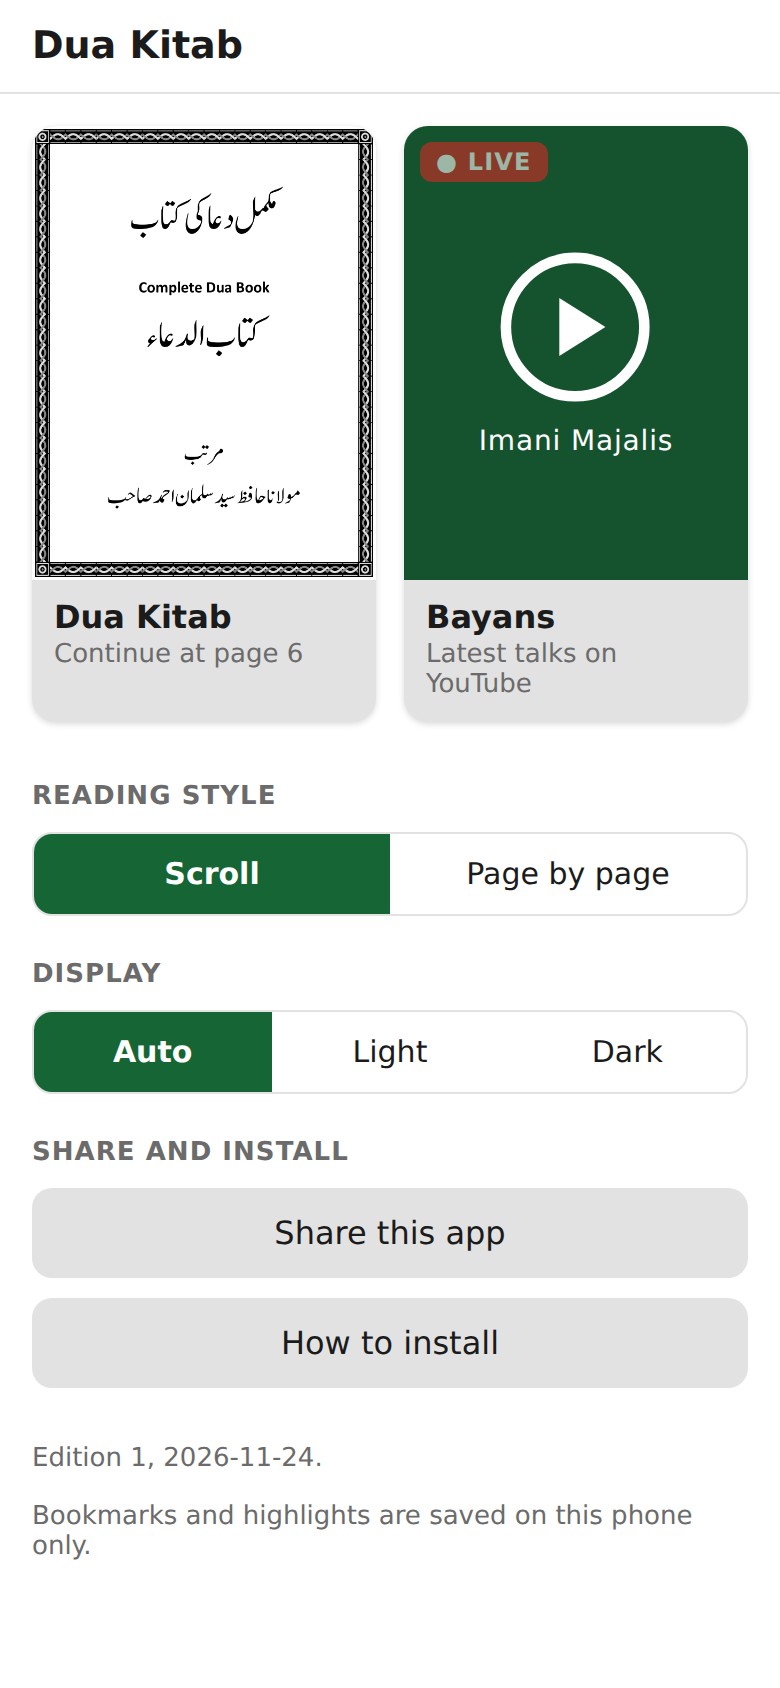 Dua Kitab
مکمل دعا کی کتاب
Complete Dua Book
کتاب الدعاء
مرتب
مولانا حافظ سید سلمان احمد صاحب
Dua Kitab
Continue at page 6
LIVE
Imani Majalis
Bayans
Latest talks on
YouTube
READING STYLE
Scroll
Page by page
DISPLAY
Auto
Light
Dark
SHARE AND INSTALL
Share this app
How to install
Edition 1, 2026-11-24.
Bookmarks and highlights are saved on this phone
only.